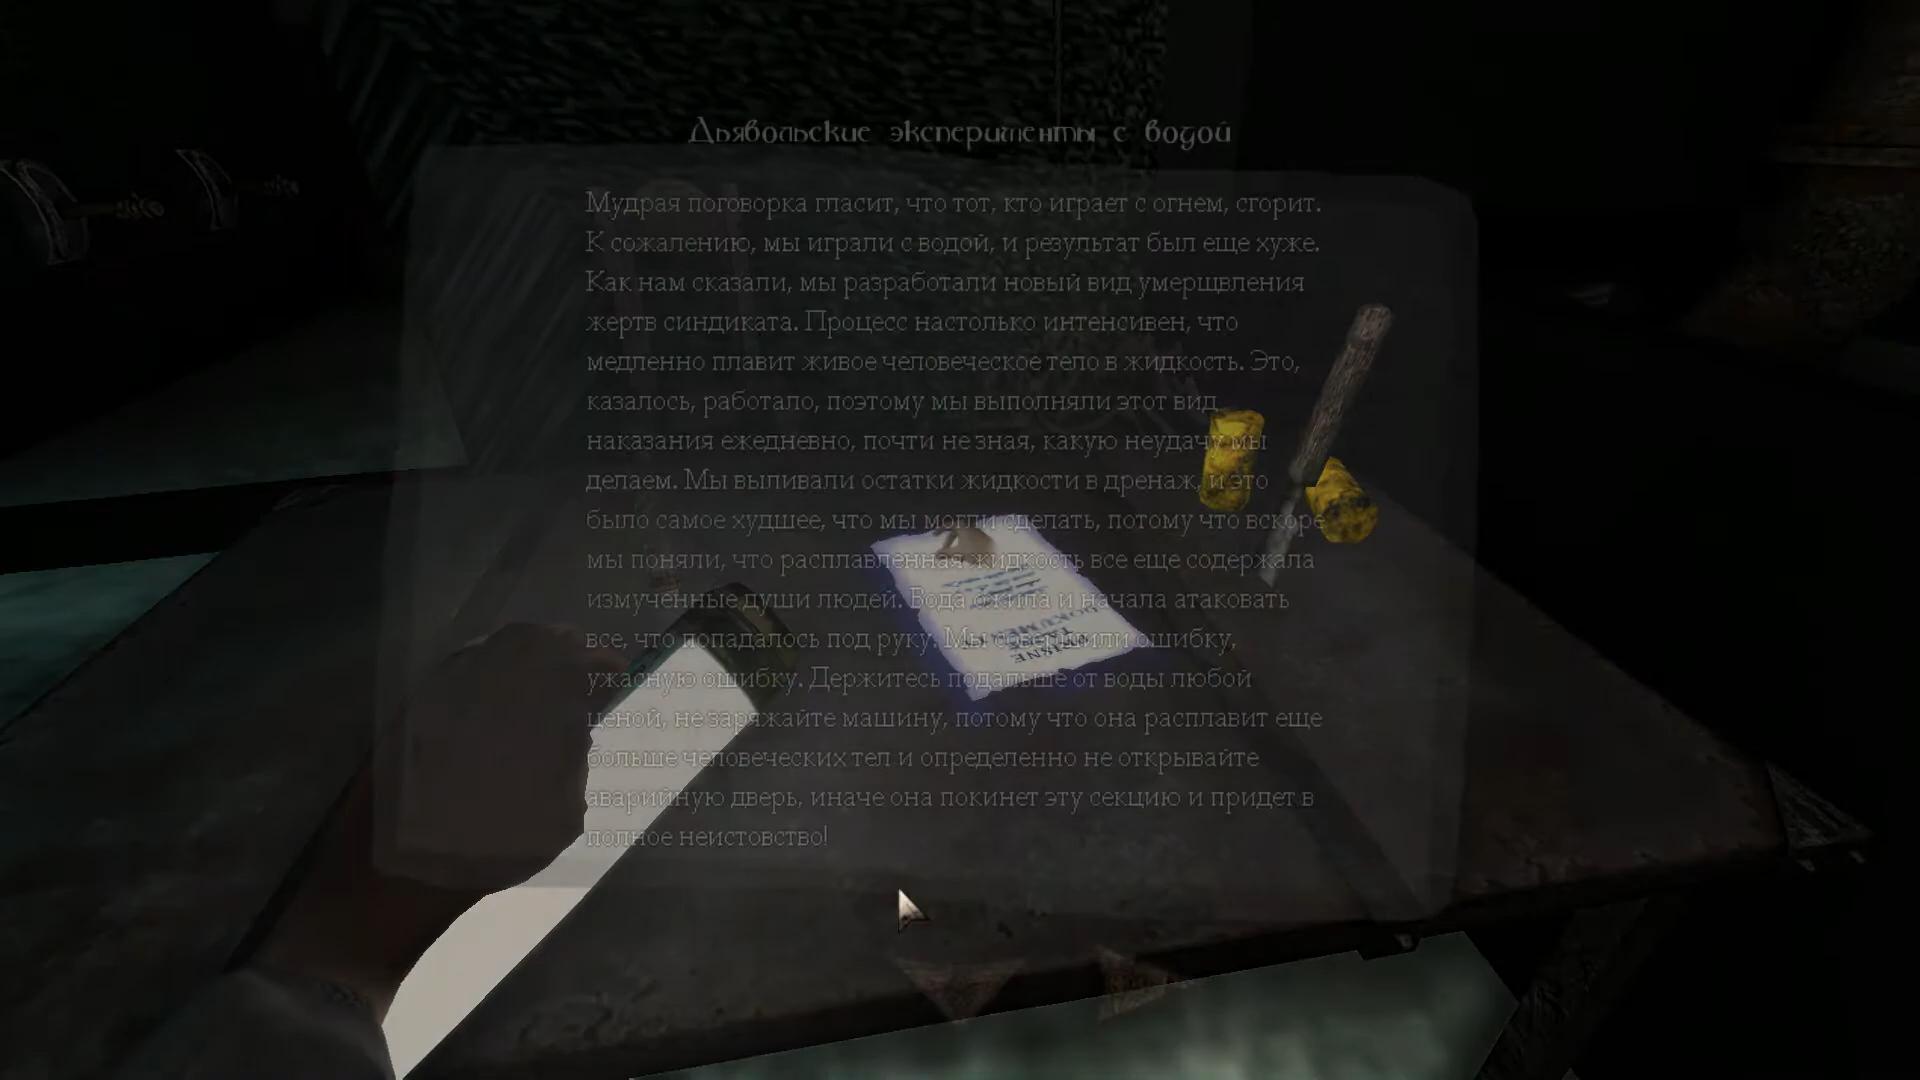 Дьявольские эксперименты с водой
Мудрая поговорка гласит, что тот, кто играет с огнем, сгорит.
К сожалению, мы играли с водой, и результат был еще хуже.
Как нам сказали, мы разработали новый вид умерщвления
жертв синдиката. Процесс настолько интенсивен, что
медленно плавит живое человеческое тело в жидкость. Это,
казалось, работало, поэтому мы выполняли этот вид
наказания ежедневно, почти не зная, какую неудачу мы
делаем. Мы выпивали остатки жидкости в дренаж, и это
было самое худшее, что мы могли сделать, потому что вскоре
мы поняли, что расплавленная жидкость все еще содержала
измученные души людей. Вода ожила и начала атаковать
все, что попадалось под руку. Мы совершили ошибку,
ужасную ошибку. Держитесь подальше от воды любой
ценой, не заряжайте машину, потому что она расплавит еще
больше человеческих тел и определенно не открывайте
аварийную дверь, иначе она покинет эту секцию и придет в
полное неистовство!